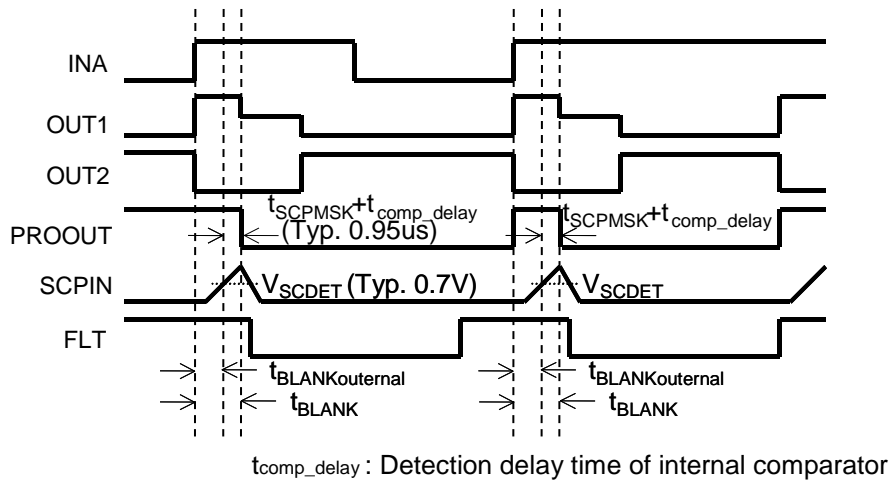 INA
OUT1
OUT2
tSCPMSK+tcomp_delay
(Typ. 0.95us)
tSCPMSK+tcomp_delay
PROOUT
SCPIN
VSCDET (Typ. 0.7V)
VSCDET
FLT
tBLANKouternal
tBLANKouternal
tBLANK
tBLANK
tcomp_delay : Detection delay time of internal comparator